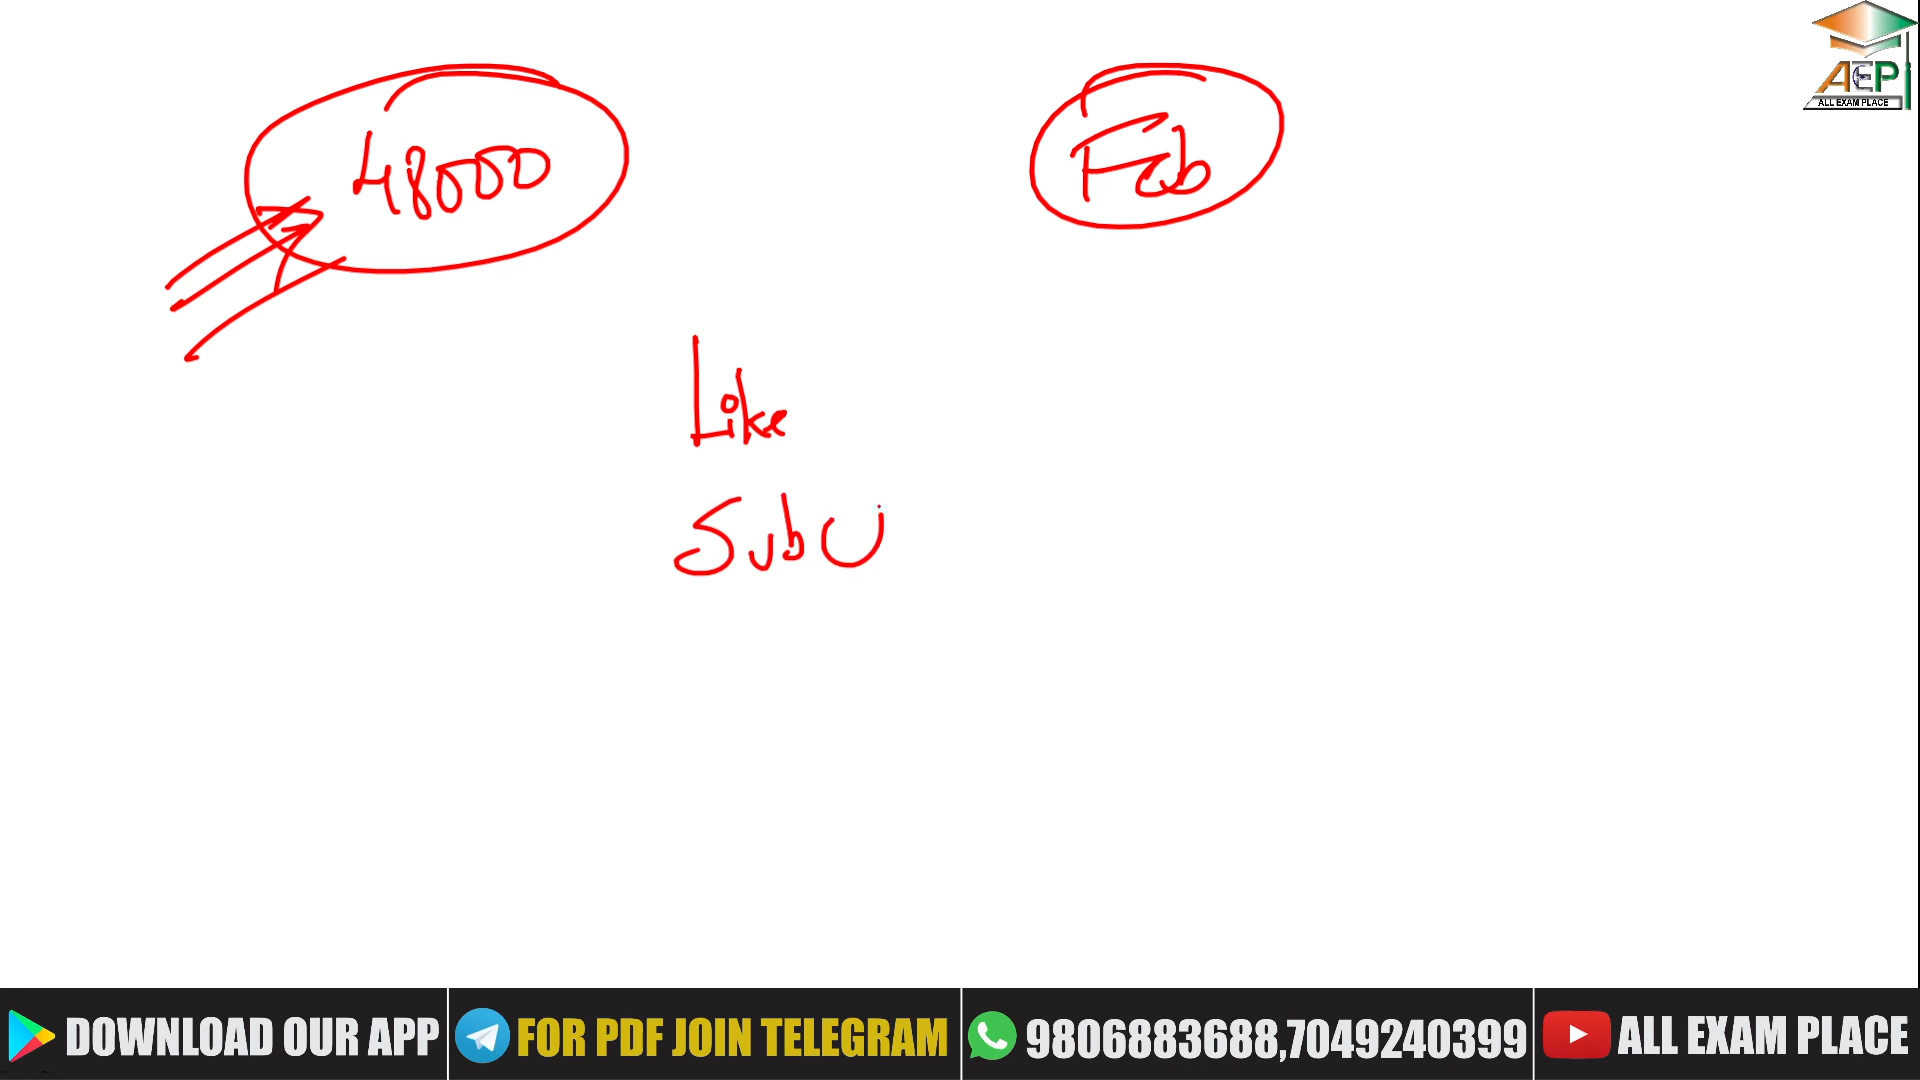 48000
Feb
Like
Sub
AEP
ALL EXAM PLACE
DOWNLOAD OUR APP
FOR PDF JOIN TELEGRAM
9806883688,7049240399
ALL EXAM PLACE